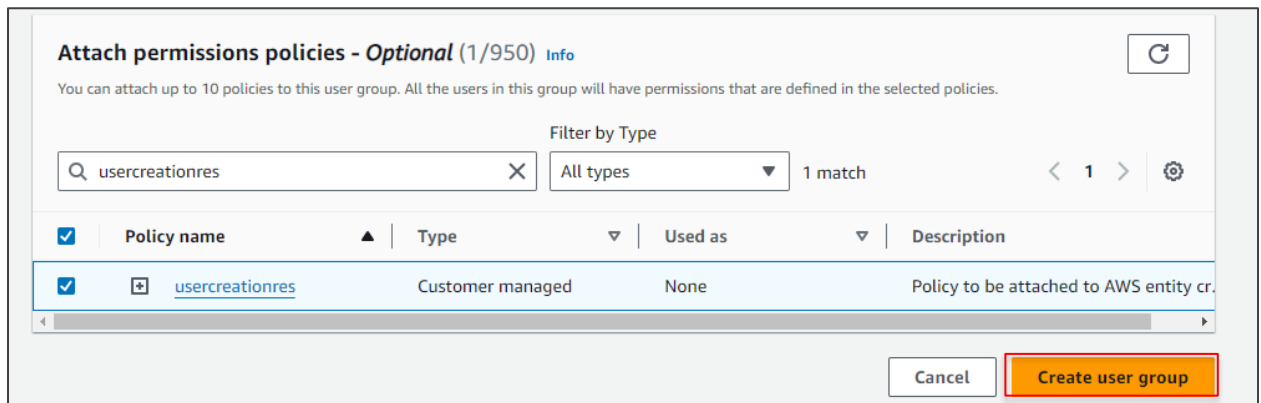 Attach permissions policies - Optional (1/950) Info
You can attach up to 10 policies to this user group. All the users in this group will have permissions that are defined in the selected policies.
Filter by Type
usercreationres All types 1 match 1
Policy name Type Used as Description
usercreationres Customer managed None Policy to be attached to AWS entity cr.
Cancel Create user group